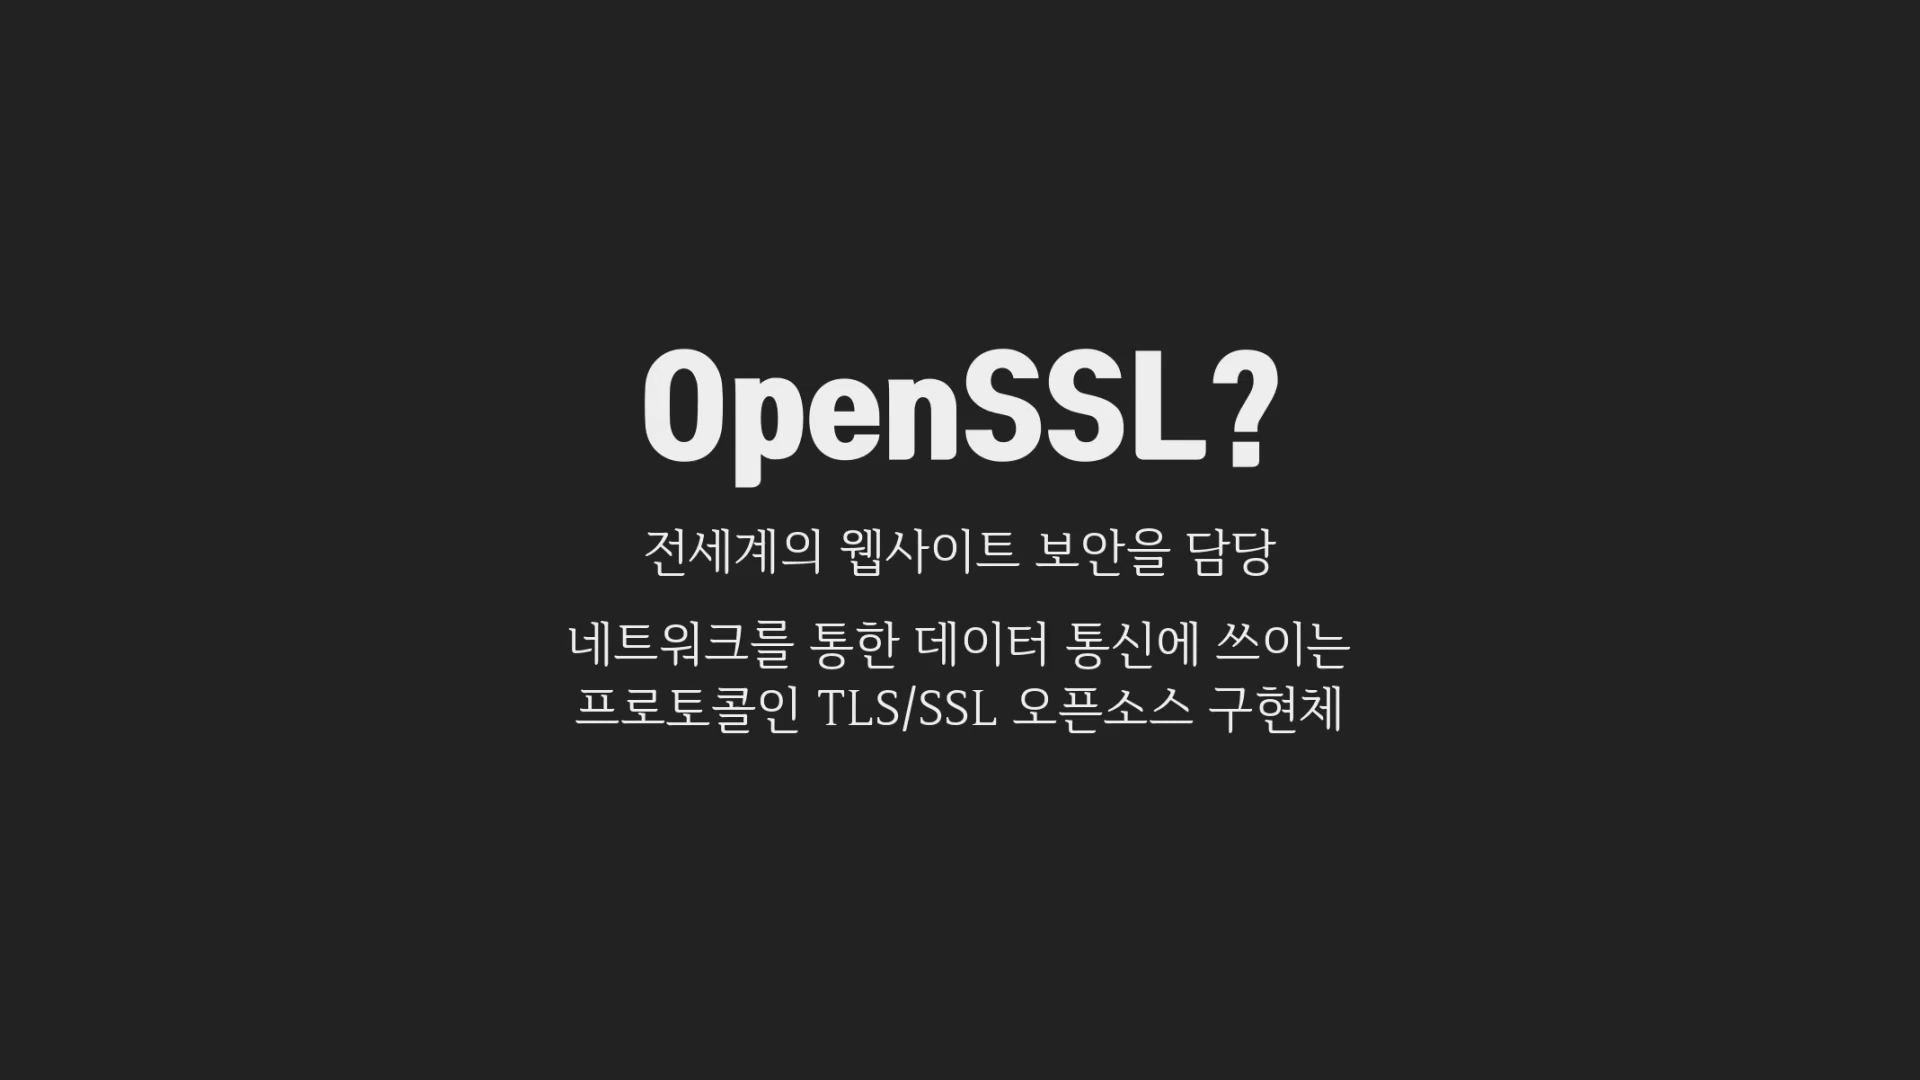 OpenSSL?
전세계의 웹사이트 보안을 담당
네트워크를 통한 데이터 통신에 쓰이는
프로토콜인 TLS/SSL 오픈소스 구현체